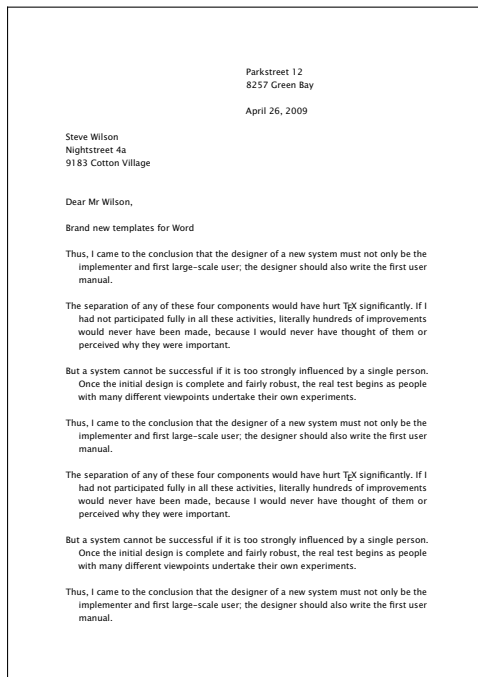 Parkstreet 12
8257 Green Bay
April 26, 2009
Steve Wilson
Nightstreet 4a
9183 Cotton Village
Dear Mr Wilson,
Brand new templates for Word
Thus, I came to the conclusion that the designer of a new system must not only be the
implementer and first large-scale user; the designer should also write the first user
manual.
The separation of any of these four components would have hurt TEX significantly. If I
had not participated fully in all these activities, literally hundreds of improvements
would never have been made, because I would never have thought of them or
perceived why they were important.
But a system cannot be successful if it is too strongly influenced by a single person.
Once the initial design is complete and fairly robust, the real test begins as people
with many different viewpoints undertake their own experiments.
Thus, I came to the conclusion that the designer of a new system must not only be the
implementer and first large-scale user; the designer should also write the first user
manual.
The separation of any of these four components would have hurt TEX significantly. If I
had not participated fully in all these activities, literally hundreds of improvements
would never have been made, because I would never have thought of them or
perceived why they were important.
But a system cannot be successful if it is too strongly influenced by a single person.
Once the initial design is complete and fairly robust, the real test begins as people
with many different viewpoints undertake their own experiments.
Thus, I came to the conclusion that the designer of a new system must not only be the
implementer and first large-scale user; the designer should also write the first user
manual.